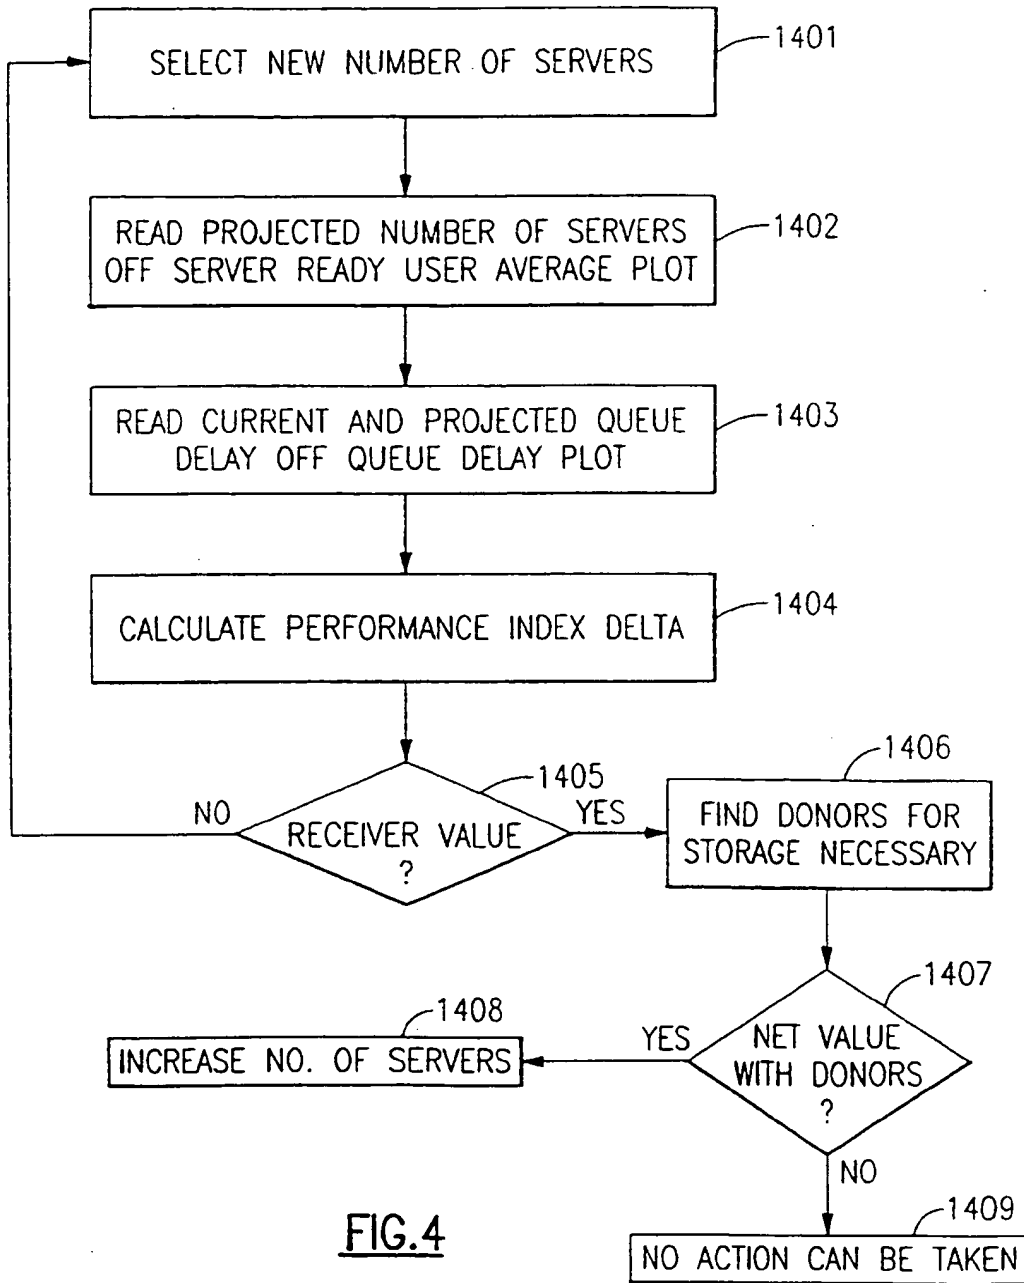 SELECT NEW NUMBER OF SERVERS
1401
READ PROJECTED NUMBER OF SERVERS
OFF SERVER READY USER AVERAGE PLOT
1402
READ CURRENT AND PROJECTED QUEUE
DELAY OFF QUEUE DELAY PLOT
1403
CALCULATE PERFORMANCE INDEX DELTA
1404
1405
NO
RECEIVER VALUE
?
YES
1406
FIND DONORS FOR
STORAGE NECESSARY
1407
NET VALUE
WITH DONORS
?
YES
1408
INCREASE NO. OF SERVERS
NO
1409
NO ACTION CAN BE TAKEN
FIG.4